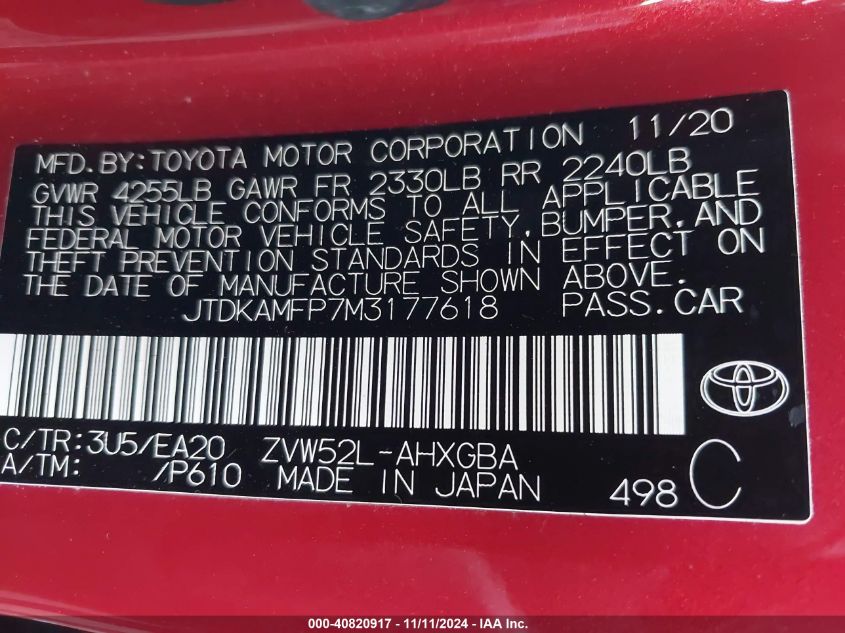 MFD.BY:TOYOTA MOTOR CORPORATION 11/20
GVWR 4255LB GAWR FR 2330LB RR 2240LB
THIS VEHICLE CONFORMS TO ALL APPLICABLE
FEDERAL MOTOR VEHICLE SAFETY,BUMPER,AND
THEFT PREVENTION STANDARDS IN EFFECT ON
THE DATE OF MANUFACTURE SHOWN ABOVE.
JTDKAMFP7M3177618 PASS.CAR
C/TR:3U5/EA20 ZVW52L-AHXGBA
A/TM: /P610 MADE IN JAPAN 498 C
000-40820917 - 11/11/2024 - IAA Inc.